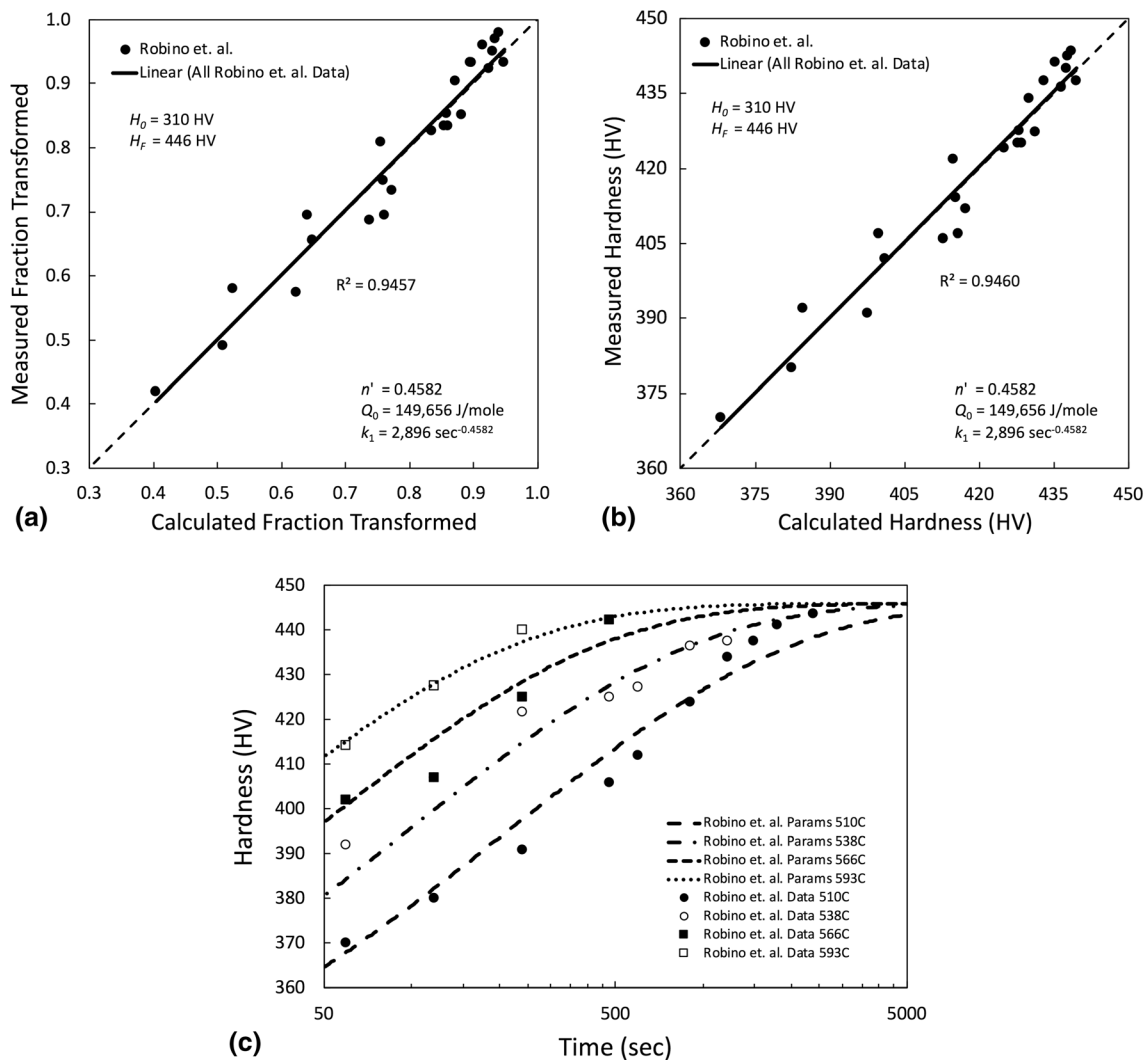 1.0
0.9
0.8
0.7
0.6
0.5
0.4
0.3
Measured Fraction Transformed
Robino et. al.
Linear (All Robino et. al. Data)
H₀ = 310 HV
H_F = 446 HV
R² = 0.9457
n' = 0.4582
Q₀ = 149,656 J/mole
k₁ = 2,896 sec⁻⁰·⁴⁵⁸²
0.3 0.4 0.5 0.6 0.7 0.8 0.9 1.0
(a)
Calculated Fraction Transformed
450
435
420
405
390
375
360
Measured Hardness (HV)
Robino et. al.
Linear (All Robino et. al. Data)
H₀ = 310 HV
H_F = 446 HV
R² = 0.9460
n' = 0.4582
Q₀ = 149,656 J/mole
k₁ = 2,896 sec⁻⁰·⁴⁵⁸²
360 375 390 405 420 435 450
(b)
Calculated Hardness (HV)
450
440
430
420
410
400
390
380
370
360
Hardness (HV)
Robino et. al. Params 510C
Robino et. al. Params 538C
Robino et. al. Params 566C
Robino et. al. Params 593C
Robino et. al. Data 510C
Robino et. al. Data 538C
Robino et. al. Data 566C
Robino et. al. Data 593C
50 500 5000
(c)
Time (sec)